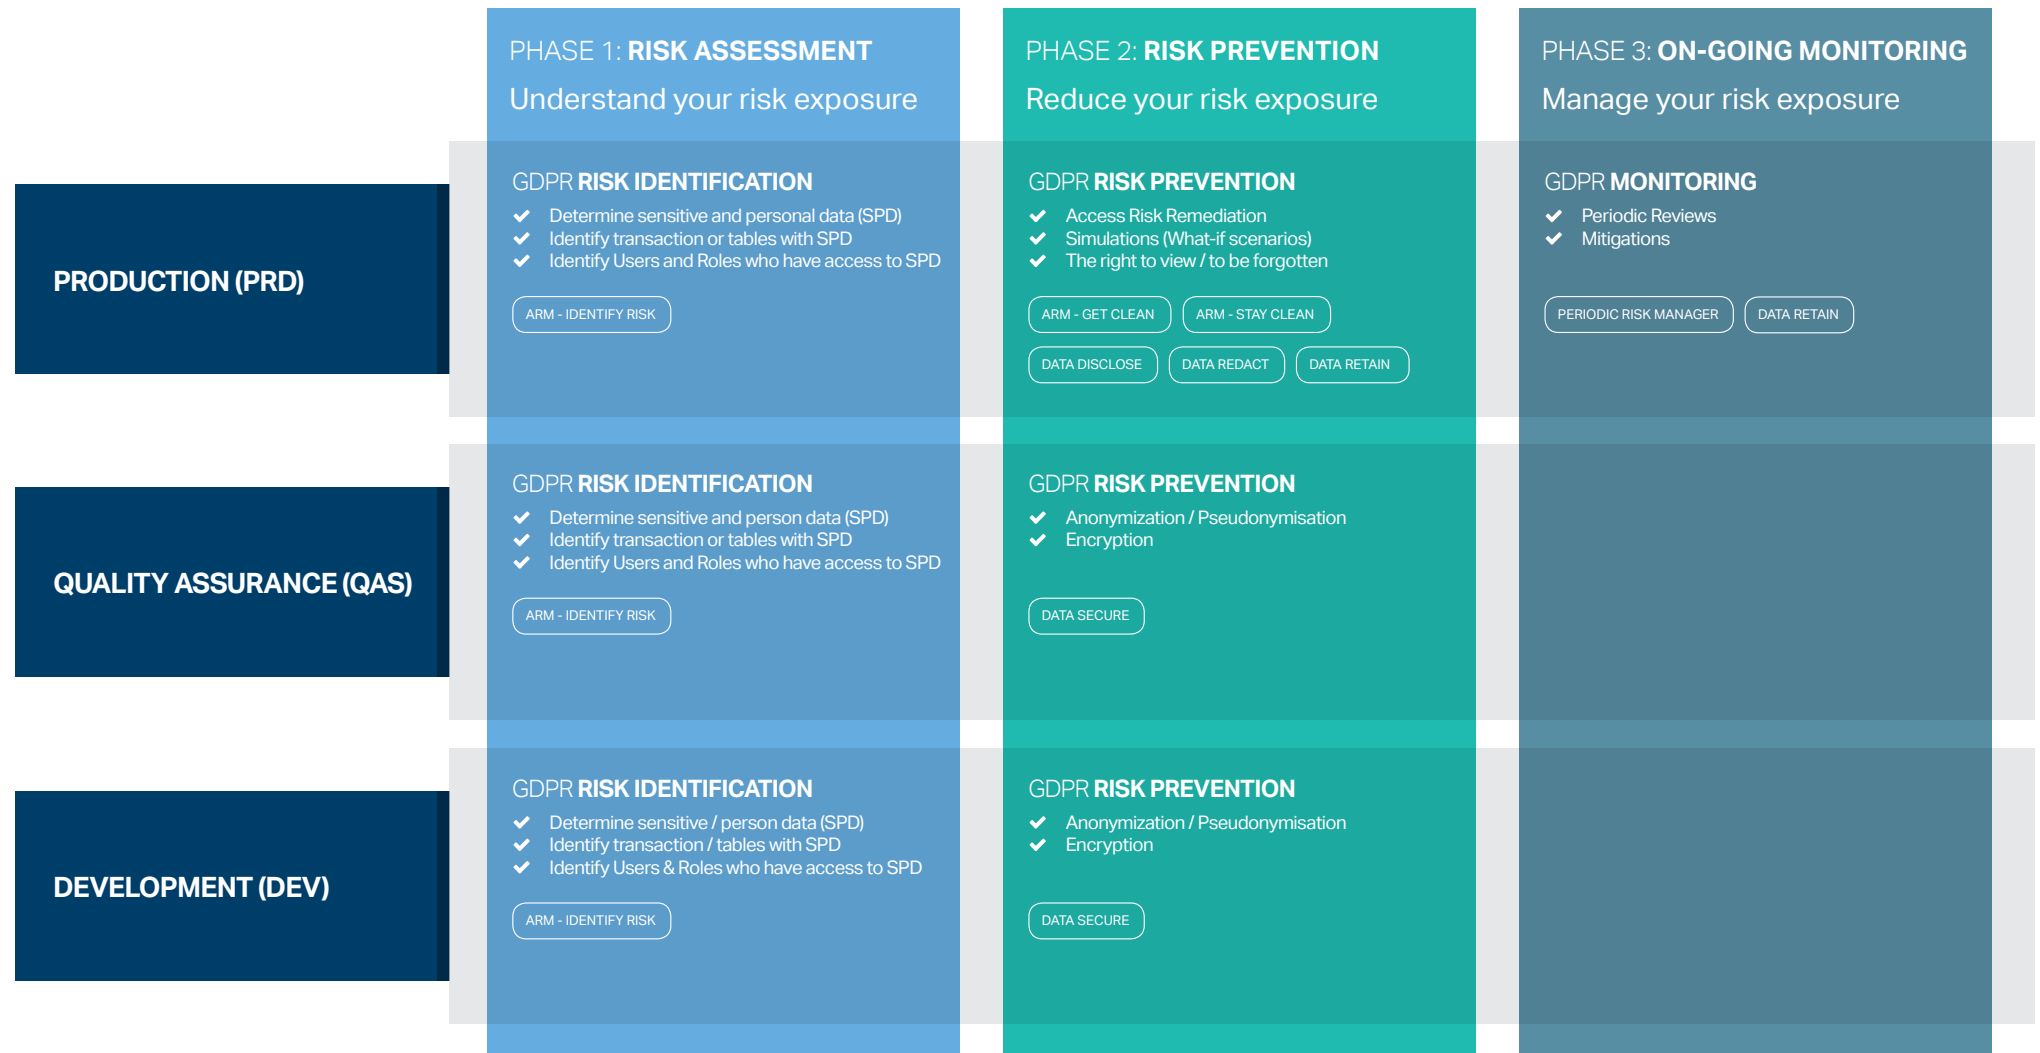 PHASE 1: RISK ASSESSMENT
Understand your risk exposure
PHASE 2: RISK PREVENTION
Reduce your risk exposure
PHASE 3: ON-GOING MONITORING
Manage your risk exposure
PRODUCTION (PRD)
GDPR RISK IDENTIFICATION
Determine sensitive and personal data (SPD)
Identify transaction or tables with SPD
Identify Users and Roles who have access to SPD
ARM - IDENTIFY RISK
GDPR RISK PREVENTION
Access Risk Remediation
Simulations (What-if scenarios)
The right to view / to be forgotten
ARM - GET CLEAN
ARM - STAY CLEAN
DATA DISCLOSE
DATA REDACT
DATA RETAIN
GDPR MONITORING
Periodic Reviews
Mitigations
PERIODIC RISK MANAGER
DATA RETAIN
QUALITY ASSURANCE (QAS)
GDPR RISK IDENTIFICATION
Determine sensitive and person data (SPD)
Identify transaction or tables with SPD
Identify Users and Roles who have access to SPD
ARM - IDENTIFY RISK
GDPR RISK PREVENTION
Anonymization / Pseudonymisation
Encryption
DATA SECURE
DEVELOPMENT (DEV)
GDPR RISK IDENTIFICATION
Determine sensitive / person data (SPD)
Identify transaction / tables with SPD
Identify Users & Roles who have access to SPD
ARM - IDENTIFY RISK
GDPR RISK PREVENTION
Anonymization / Pseudonymisation
Encryption
DATA SECURE